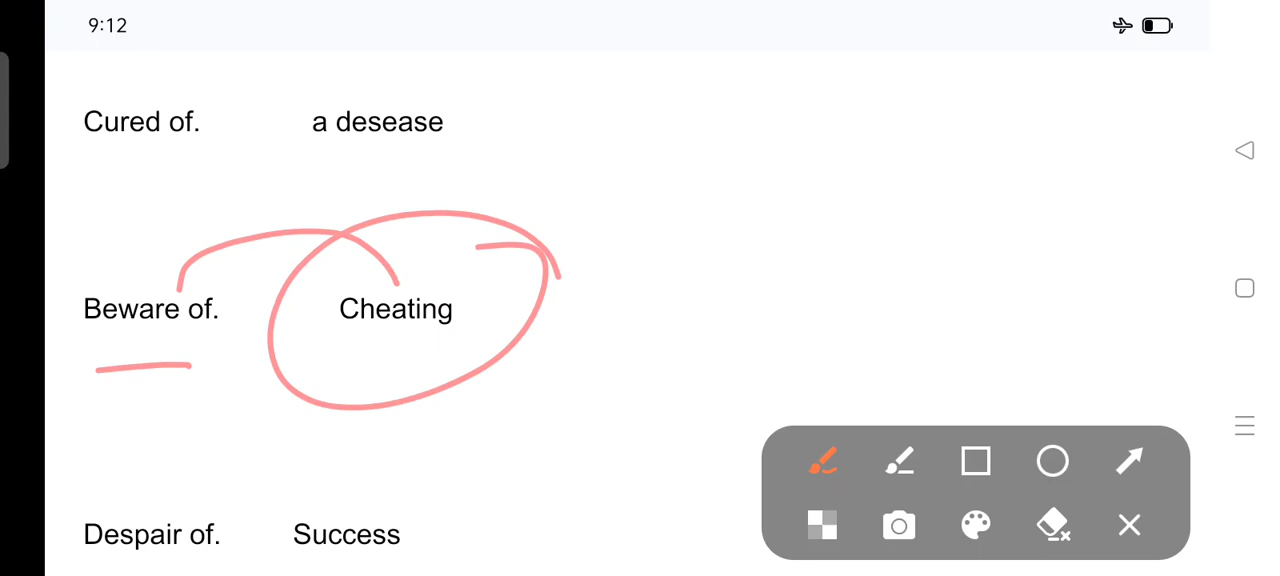 9:12
Cured of. a desease
Beware of. Cheating
Despair of. Success